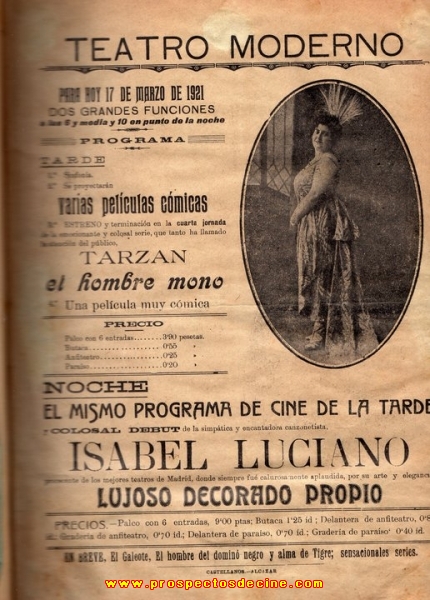 TEATRO MODERNO
PARA HOY 17 DE MARZO DE 1921
DOS GRANDES FUNCIONES
a las 6 y media y 10 en punto de la noche
PROGRAMA
TARDE
1.º Sinfonía.
2.º Se proyectarán
varias películas cómicas
3.º ESTRENO y terminación en la cuarta jornada
de la emocionante y colosal serie, que tanto ha llamado
la atención del público,
TARZAN
el hombre mono
Una película muy cómica
PRECIO
Palco con 6 entradas........3'90 pesetas.
Butaca......................0'55 »
Anfiteatro..................0'25 »
Paraíso.....................0'20 »
NOCHE
EL MISMO PROGRAMA DE CINE DE LA TARDE
y COLOSAL DEBUT de la simpática y encantadora canzonetista.
ISABEL LUCIANO
procedente de los mejores teatros de Madrid, donde siempre fué calurosamente aplaudida, por su arte y elegancia
LUJOSO DECORADO PROPIO
PRECIOS.—Palco con 6 entradas, 9'00 ptas; Butaca 1'25 id; Delantera de anfiteatro, 0'8
id; Gradería de anfiteatro, 0'70 id.; Delantera de paraíso, 0'70 id.: Gradería de paraíso 0'40 id.
EN BREVE, El Galeote, El hombre del dominó negro y alma de Tigre; sensacionales series.
CASTELLANOS.—ALCAZAR
www.prospectosdecine.com